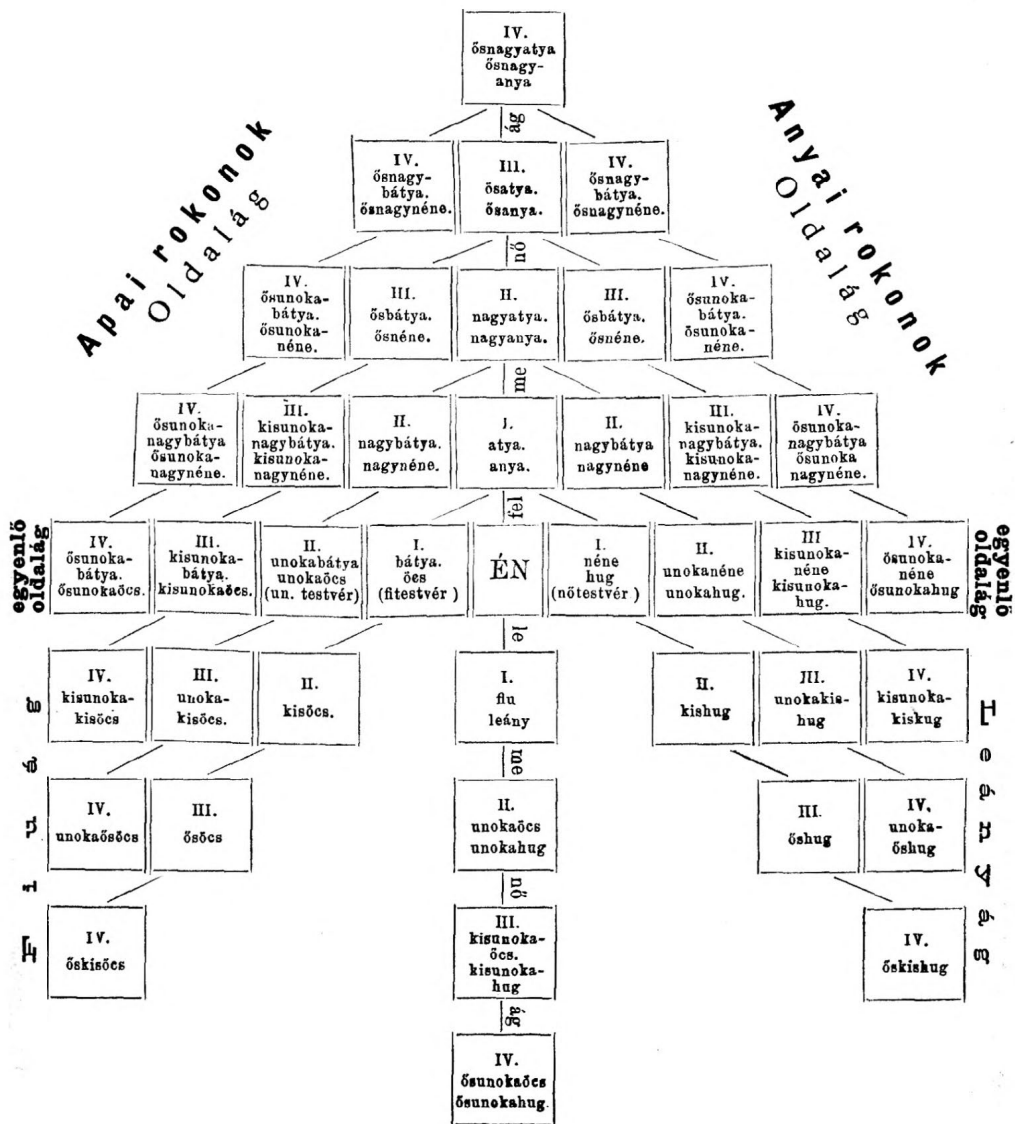 IV.
ősnagyatya
ősnagy-
anya
Apai rokonok
Oldalág
Anyai rokonok
Oldalág
ág
IV.
ősnagy-
bátya.
ősnagynéne.
III.
ősatya.
ősanya.
IV.
ősnagy-
bátya.
ősnagynéne.
nő
IV.
ősunoka-
bátya.
ősunoka-
néne.
III.
ősbátya.
ősnéne.
II.
nagyatya.
nagyanya.
III.
ősbátya.
ősnéne.
IV.
ősunoka-
bátya.
ősunoka-
néne.
me
IV.
ősunoka-
nagybátya
ősunoka-
nagynéne.
III.
kisunoka-
nagybátya.
kisunoka-
nagynéne.
II.
nagybátya.
nagynéne.
I.
atya.
anya.
II.
nagybátya
nagynéne
III.
kisunoka-
nagybátya.
kisunoka-
nagynéne.
IV.
ősunoka-
nagybátya
ősunoka
nagynéne.
fel
egyenlő
oldalág
IV.
ősunoka-
bátya.
ősunokaöcs.
III.
kisunoka-
bátya.
kisunokaöcs.
II.
unokabátya
unokaöcs
(un. testvér)
I.
bátya.
öcs
(fitestvér)
ÉN
I.
néne
hug
(nőtestvér)
II.
unokanéne
unokahug.
III
kisunoka-
néne
kisunoka-
hug.
IV.
ősunoka-
néne
ősunokahug
egyenlő
oldalág
le
IV.
kisunoka-
kisöcs
III.
unoka-
kisöcs.
II.
kisöcs.
I.
fiu
leány
II.
kishug
III.
unokakis-
hug
IV.
kisunoka-
kiskug
me
IV.
unokaősöcs
III.
ősöcs
II.
unokaöcs
unokahug
III.
őshug
IV.
unoka-
őshug
nő
IV.
őskisöcs
III.
kisunoka-
öcs.
kisunoka-
hug
IV.
őskishug
ág
IV.
ősunokaöcs
ősunokahug.
Fiúág
Leányág